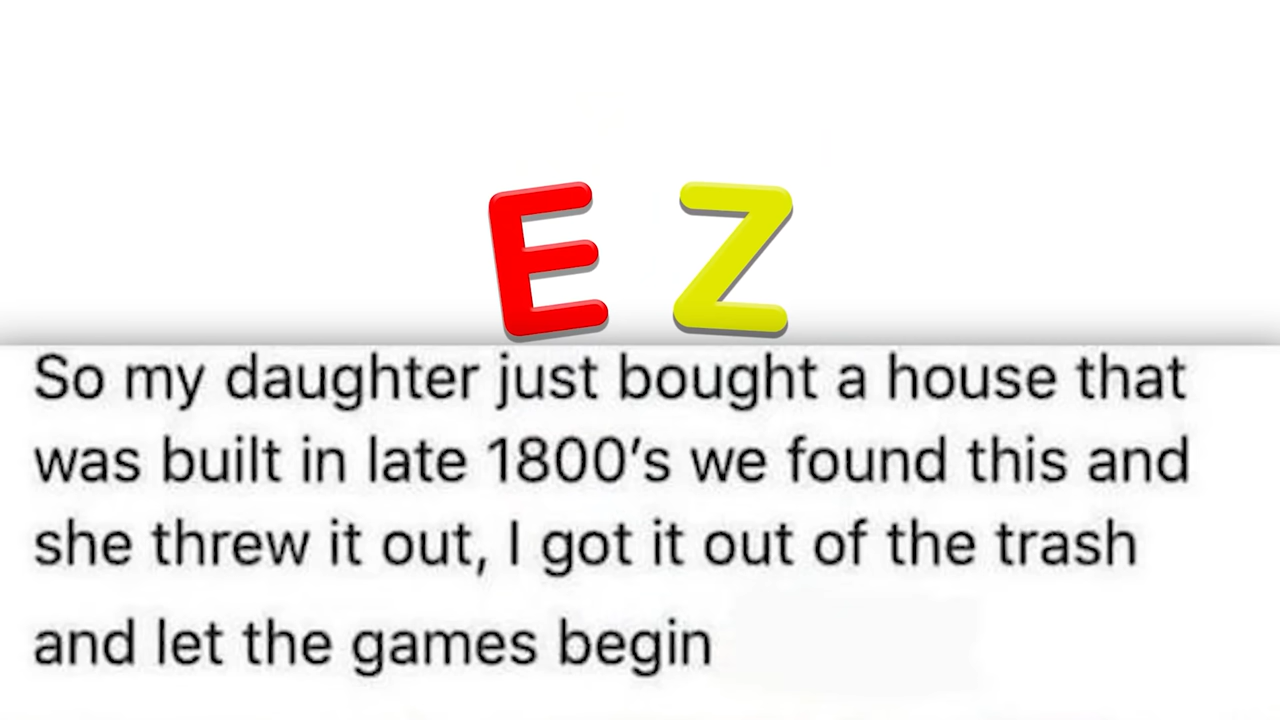 E Z
So my daughter just bought a house that
was built in late 1800's we found this and
she threw it out, I got it out of the trash
and let the games begin